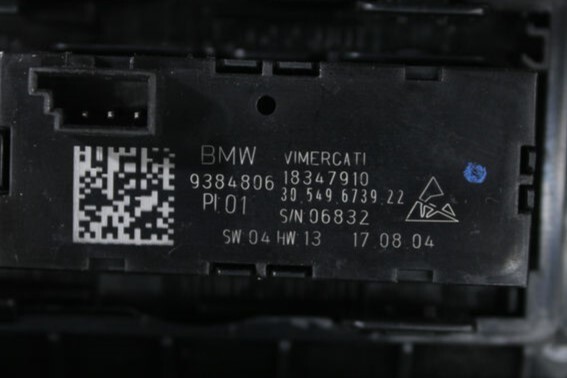 BMW VIMERCATI
9384806 18347910
30.549.6739.22
PI:01 S/N 06832
SW:04 HW:13 17.08.04